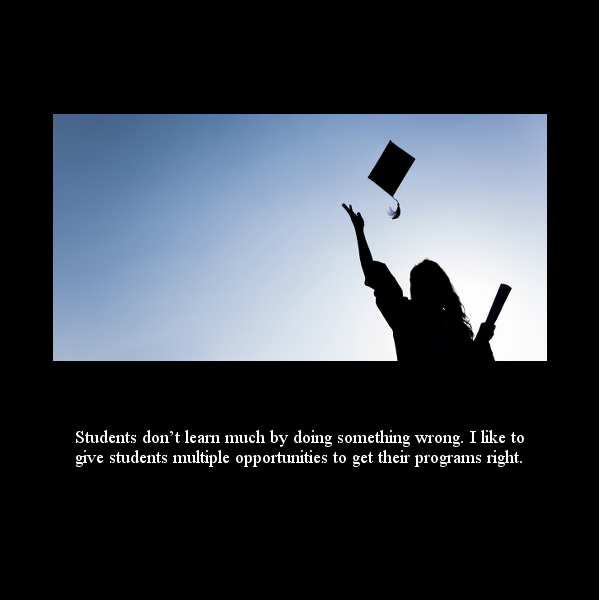 Students don’t learn much by doing something wrong. I like to
give students multiple opportunities to get their programs right.